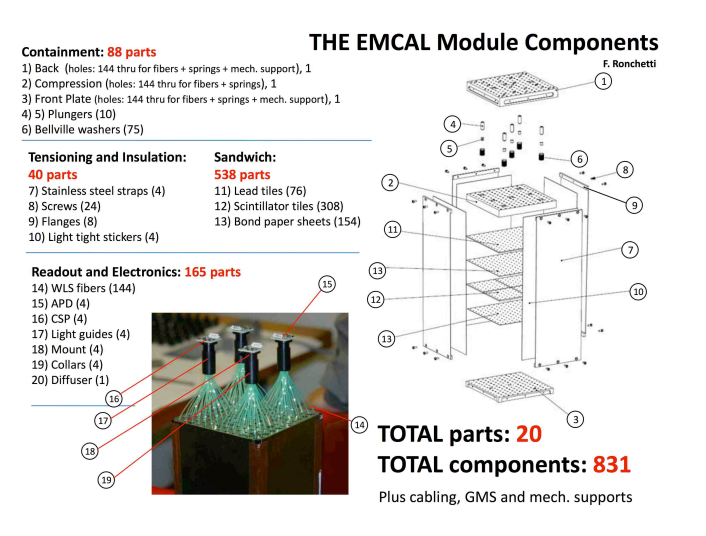 THE EMCAL Module Components
F. Ronchetti
Containment: 88 parts
1) Back (holes: 144 thru for fibers + springs + mech. support), 1
2) Compression (holes: 144 thru for fibers + springs), 1
3) Front Plate (holes: 144 thru for fibers + springs + mech. support), 1
4) 5) Plungers (10)
6) Bellville washers (75)
Tensioning and Insulation:
40 parts
7) Stainless steel straps (4)
8) Screws (24)
9) Flanges (8)
10) Light tight stickers (4)
Sandwich:
538 parts
11) Lead tiles (76)
12) Scintillator tiles (308)
13) Bond paper sheets (154)
Readout and Electronics: 165 parts
14) WLS fibers (144)
15) APD (4)
16) CSP (4)
17) Light guides (4)
18) Mount (4)
19) Collars (4)
20) Diffuser (1)
15
16
17
18
19
14
1
4
5
6
8
2
9
11
7
13
12
10
13
3
TOTAL parts: 20
TOTAL components: 831
Plus cabling, GMS and mech. supports